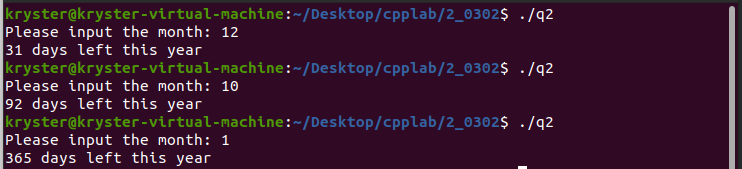 kryster@kryster-virtual-machine:~/Desktop/cpplab/2_0302$ ./q2
Please input the month: 12
31 days left this year
kryster@kryster-virtual-machine:~/Desktop/cpplab/2_0302$ ./q2
Please input the month: 10
92 days left this year
kryster@kryster-virtual-machine:~/Desktop/cpplab/2_0302$ ./q2
Please input the month: 1
365 days left this year